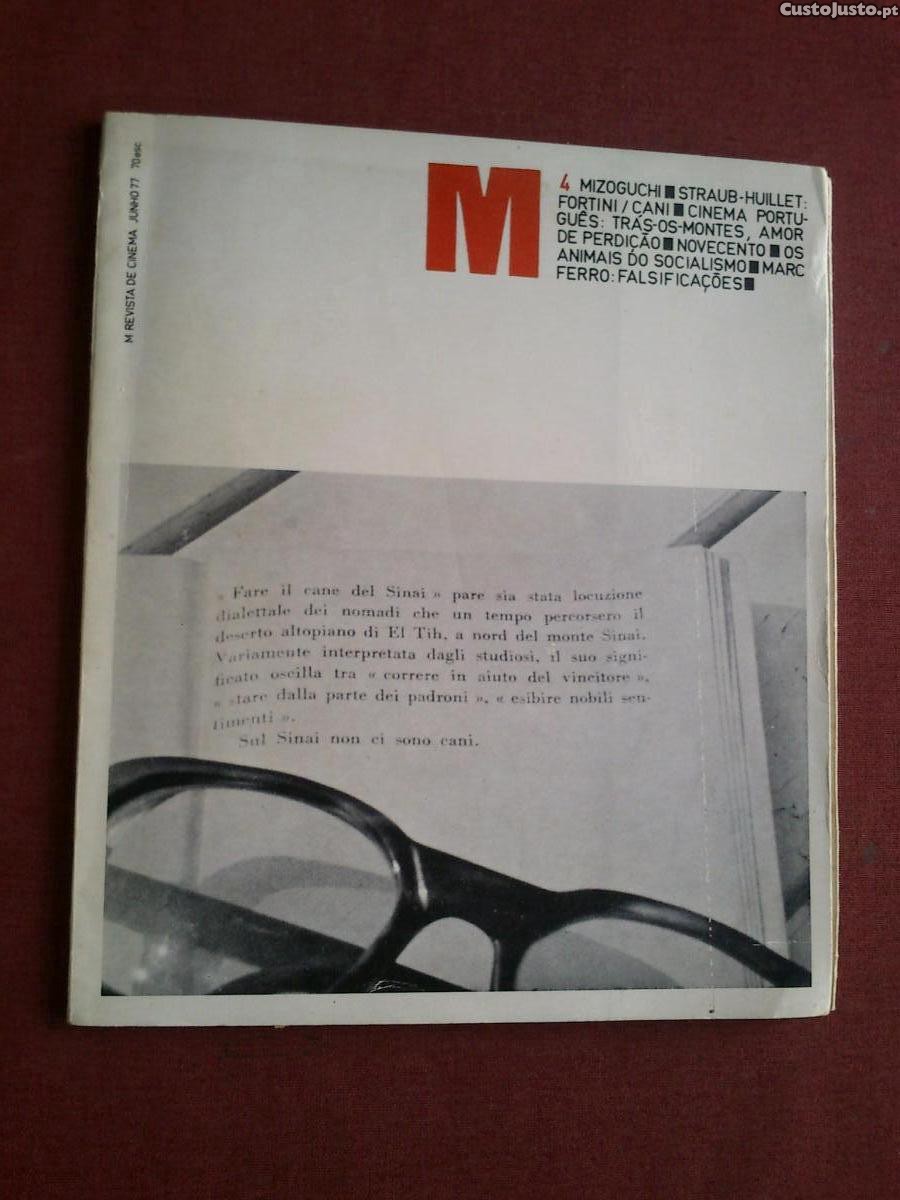 CustoJusto.pt
M REVISTA DE CINEMA JUNHO 77 70 esc
M
4 MIZOGUCHI ■ STRAUB-HUILLET:
FORTINI / CANI ■ CINEMA PORTU-
GUÊS: TRÁS-OS-MONTES, AMOR
DE PERDIÇÃO ■ NOVECENTO ■ OS
ANIMAIS DO SOCIALISMO ■ MARC
FERRO: FALSIFICAÇÕES ■
« Fare il cane del Sinai » pare sia stata locuzione
dialettale dei nomadi che un tempo percorsero il
deserto altopiano di El Tih, a nord del monte Sinai.
Variamente interpretata dagli studiosi, il suo signi-
ficato oscilla tra « correre in aiuto del vincitore »,
« stare dalla parte dei padroni », « esibire nobili sen-
timenti ».
Sul Sinai non ci sono cani.